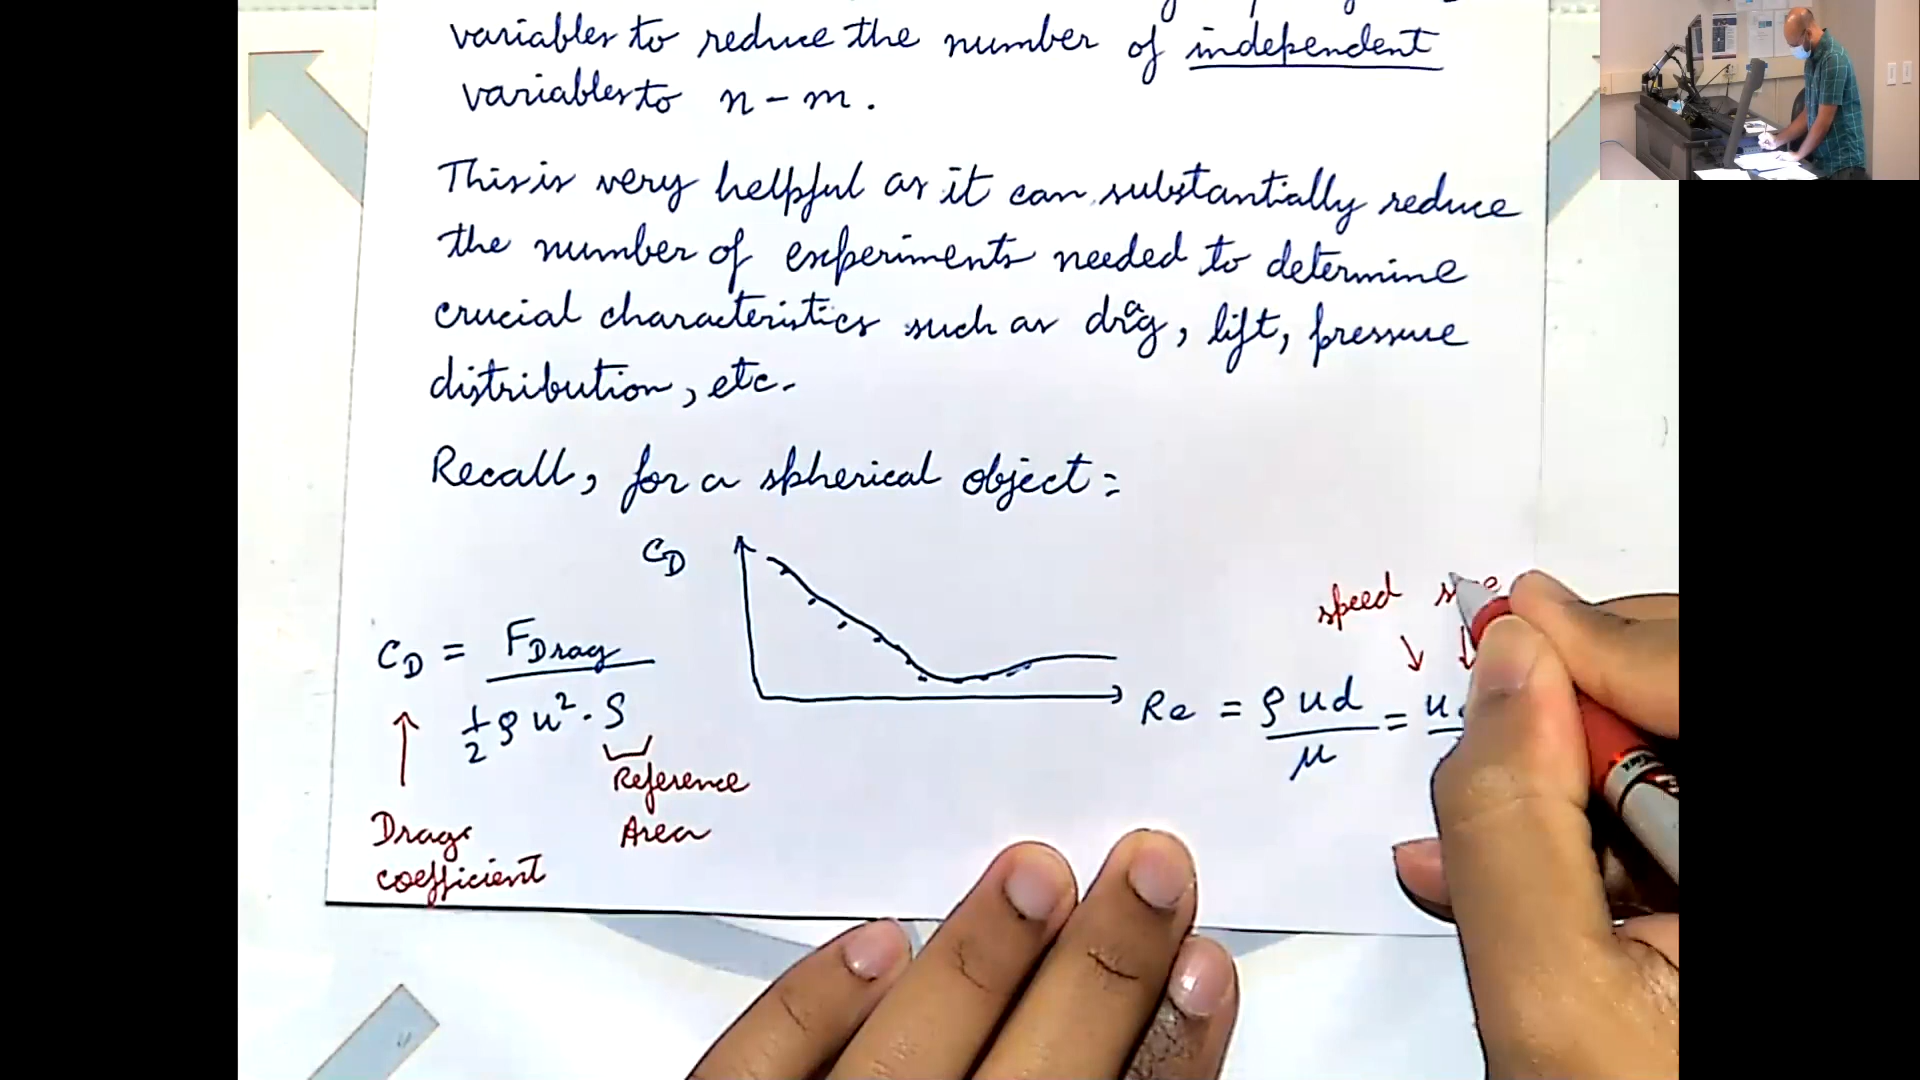 variables to reduce the number of independent
variables to n - m.
This is very helpful as it can substantially reduce
the number of experiments needed to determine
crucial characteristics such as drag, lift, pressure
distribution, etc.
Recall, for a spherical object:
C_D
speed
C_D = F_Drag / (1/2 ρ u² · S)
Re = ρ u d / μ = u
Reference
Area
Drag
coefficient